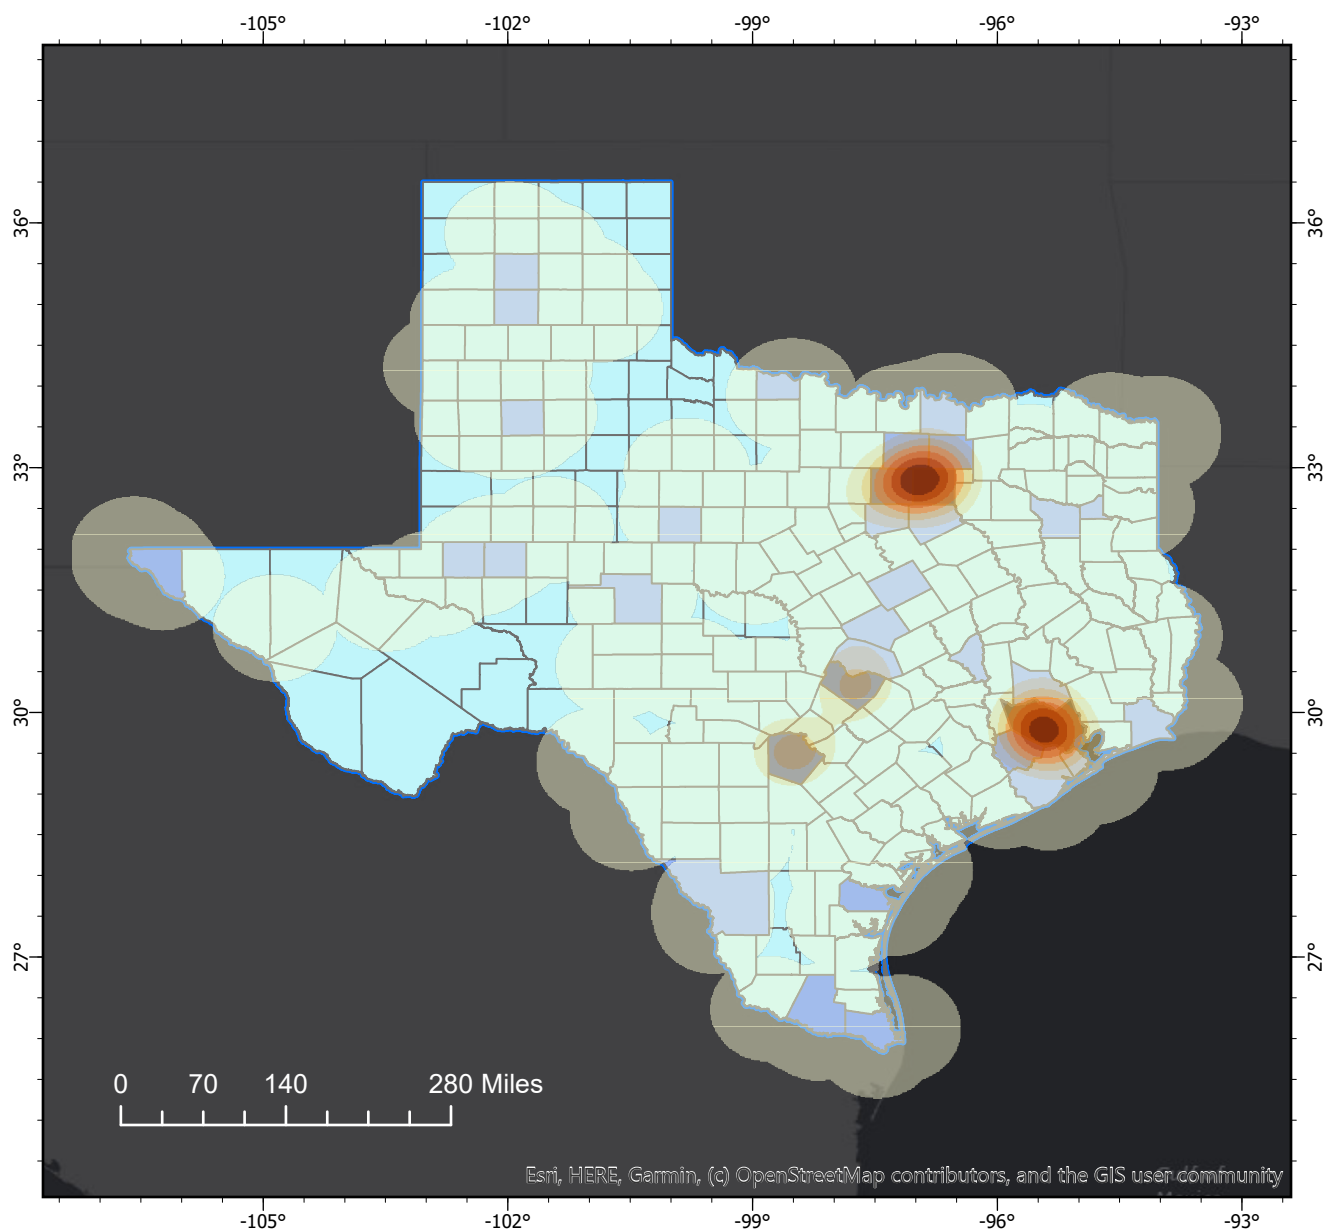 -105° -102° -99° -96° -93°
36° 36°
33° 33°
30° 30°
27° 27°
0 70 140 280 Miles
Esri, HERE, Garmin, (c) OpenStreetMap contributors, and the GIS user community
-105° -102° -99° -96° -93°